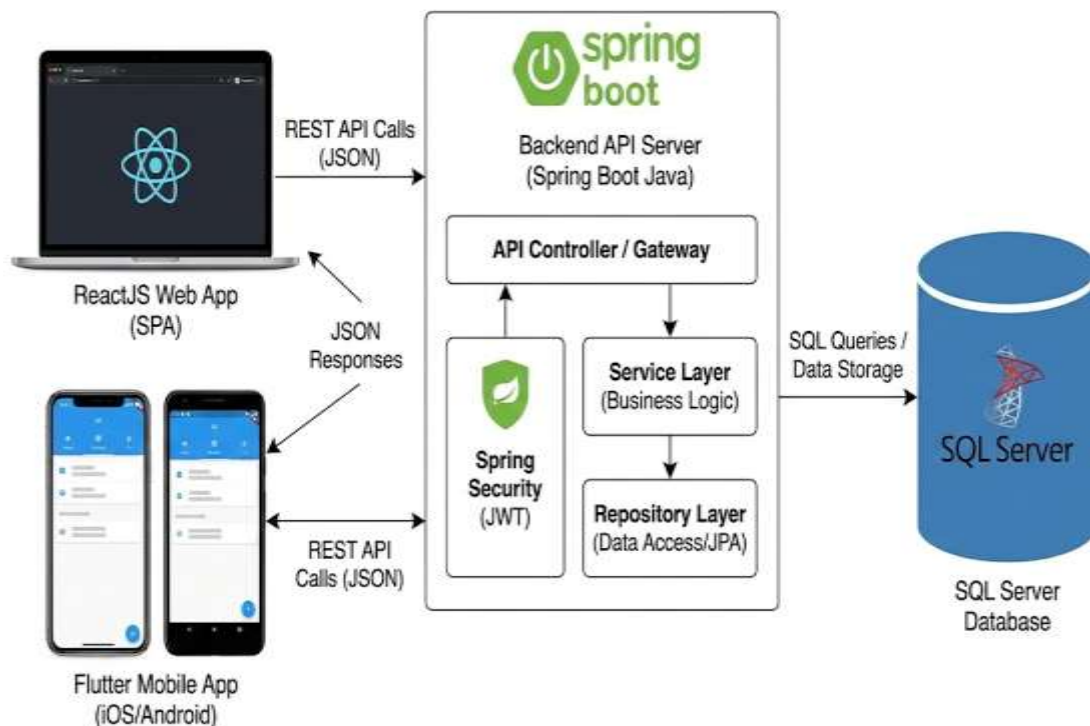 spring
boot
REST API Calls
(JSON)
Backend API Server
(Spring Boot Java)
API Controller / Gateway
ReactJS Web App
(SPA)
JSON
Responses
Service Layer
(Business Logic)
SQL Queries /
Data Storage
SQL Server
Spring
Security
(JWT)
Repository Layer
(Data Access/JPA)
REST API
Calls (JSON)
SQL Server
Database
Flutter Mobile App
(iOS/Android)